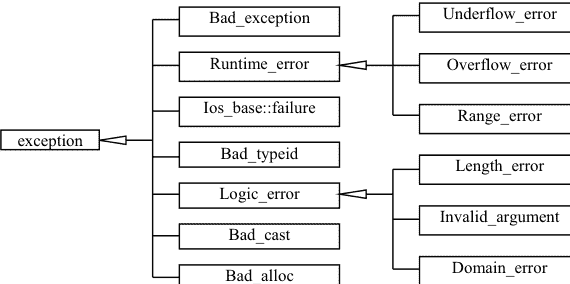 exception
Bad_exception
Runtime_error
Ios_base::failure
Bad_typeid
Logic_error
Bad_cast
Bad_alloc
Underflow_error
Overflow_error
Range_error
Length_error
Invalid_argument
Domain_error